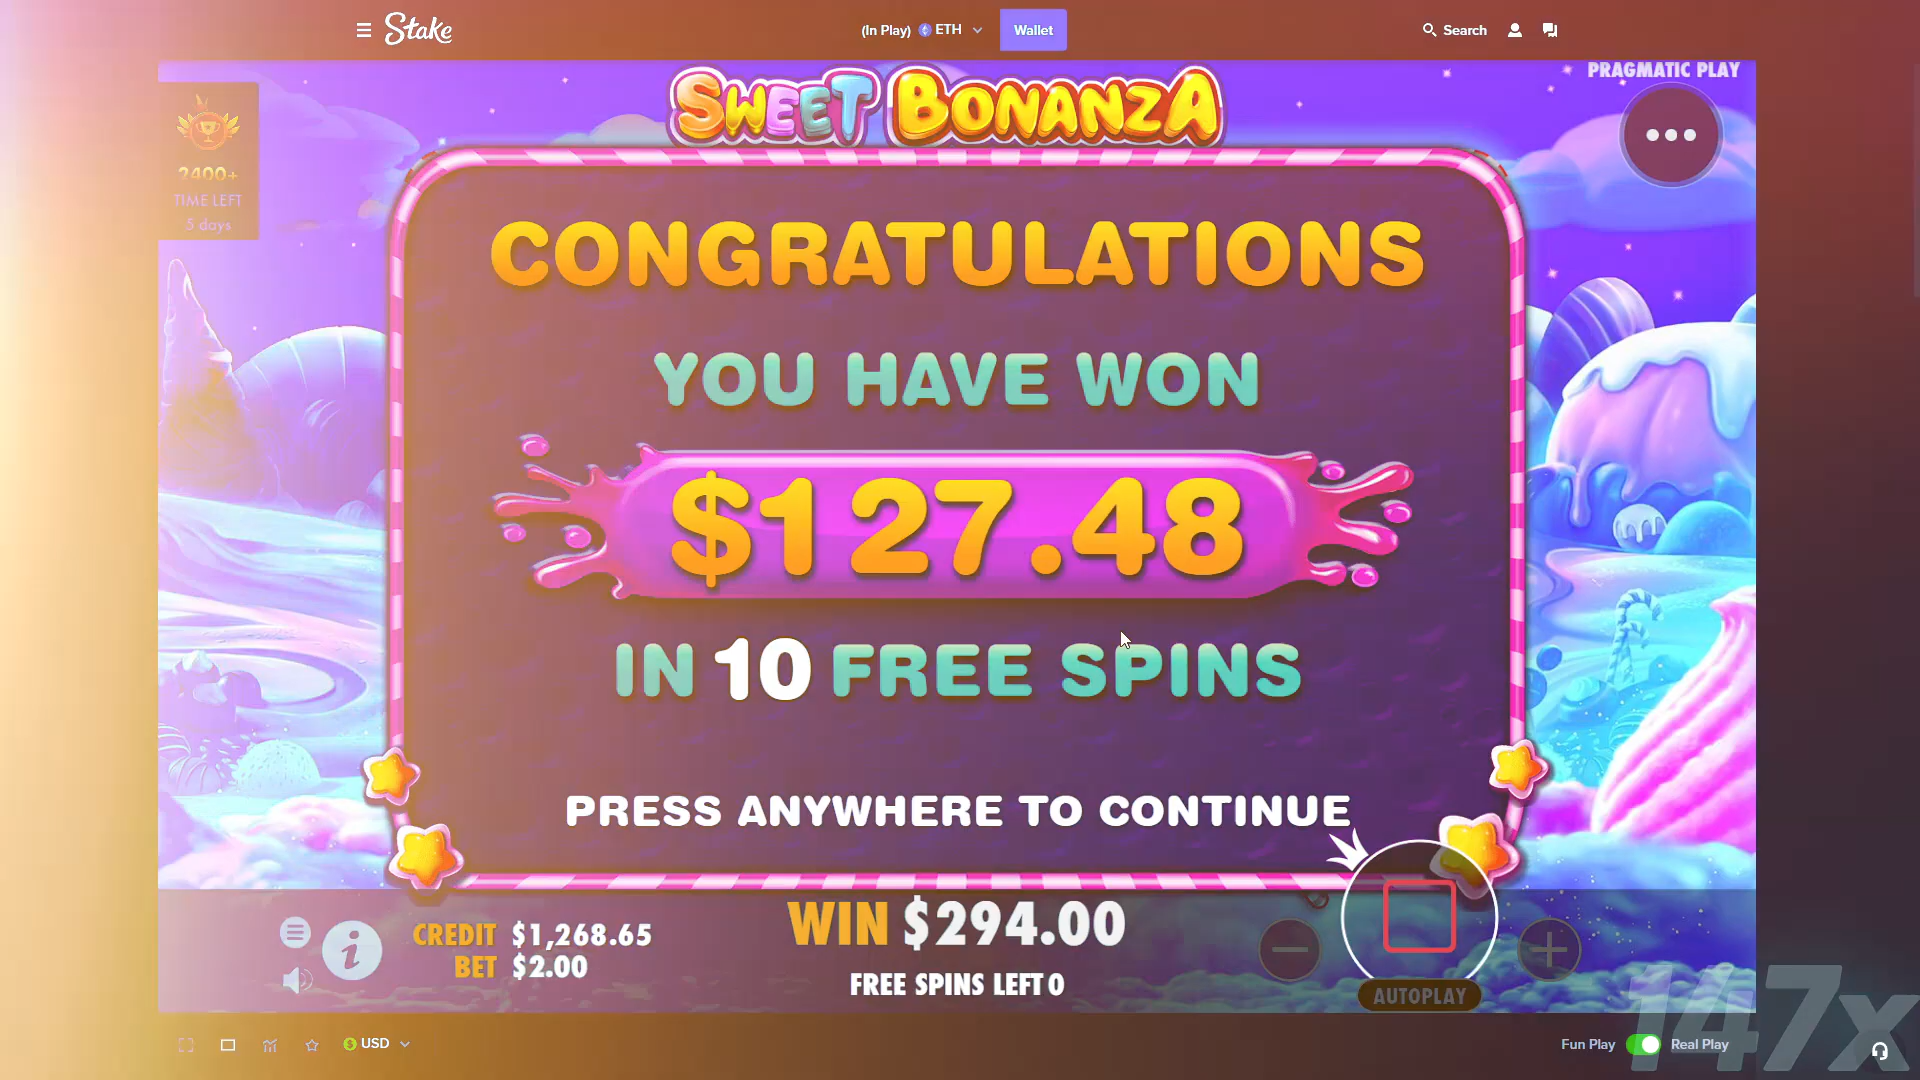 Stake
(In Play) ETH
Wallet
Search
PRAGMATIC PLAY
SWEET BONANZA
2400+
TIME LEFT
5 days
CONGRATULATIONS
YOU HAVE WON
$127.48
IN 10 FREE SPINS
PRESS ANYWHERE TO CONTINUE
CREDIT $1,268.65
BET $2.00
WIN $294.00
FREE SPINS LEFT 0
AUTOPLAY
147x
USD
Fun Play
Real Play